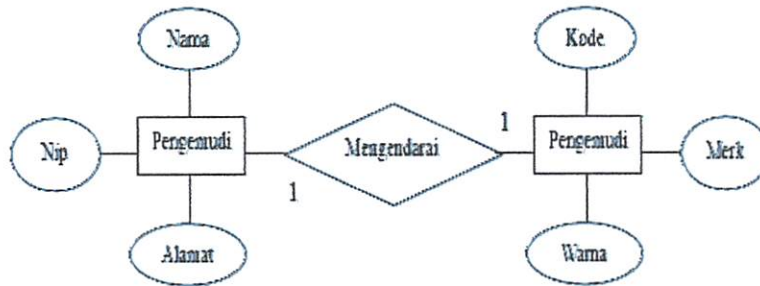 Nama
Kode
Nip
Pengemudi
1
Mengendarai
1
Pengemudi
Merk
Alamat
Warna